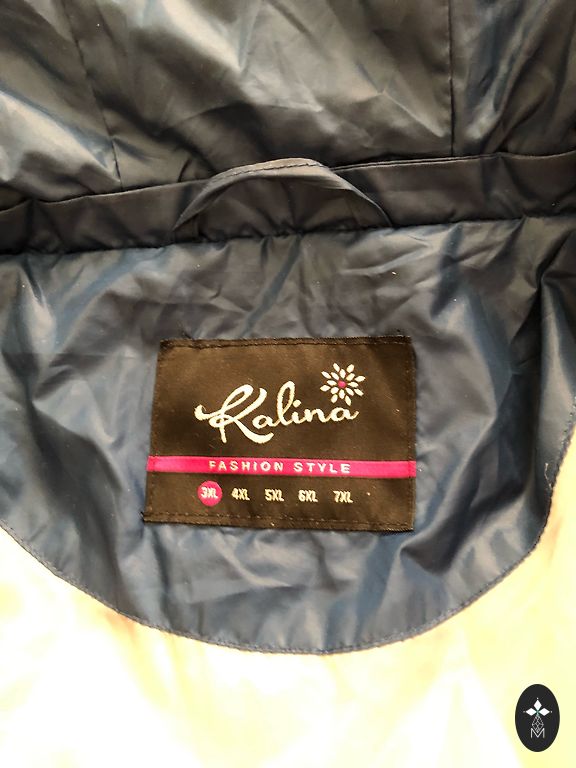 Kalina
FASHION STYLE
3XL 4XL 5XL 6XL 7XL
M